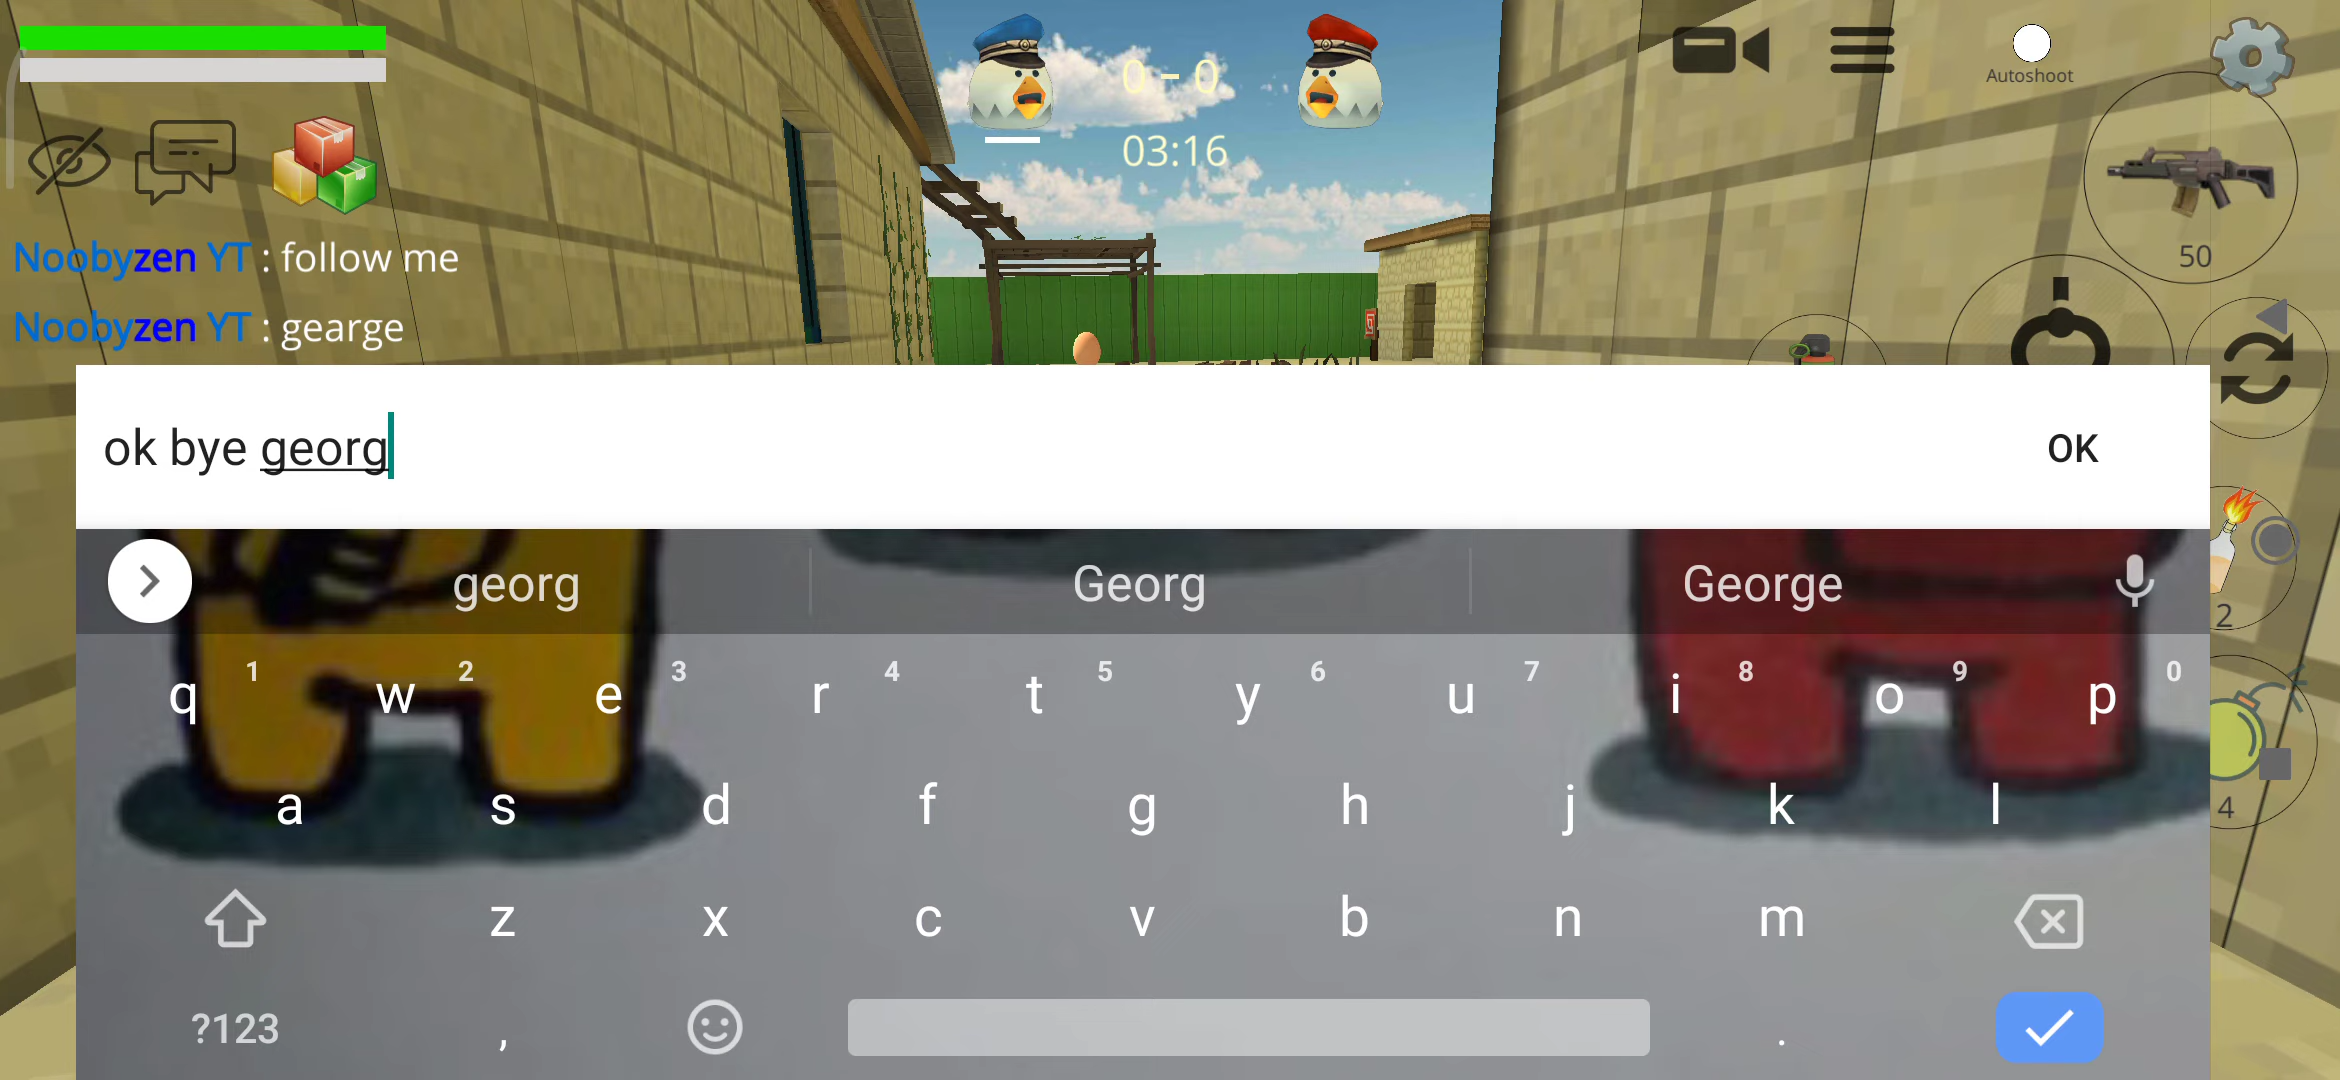 0 - 0
03:16
Autoshoot
50
Noobyzen YT : follow me
Noobyzen YT : gearge
ok bye georg
OK
georg Georg George
2
4
q 1 w 2 e 3 r 4 t 5 y 6 u 7 i 8 o 9 p 0
a s d f g h j k l
z x c v b n m
?123 , .